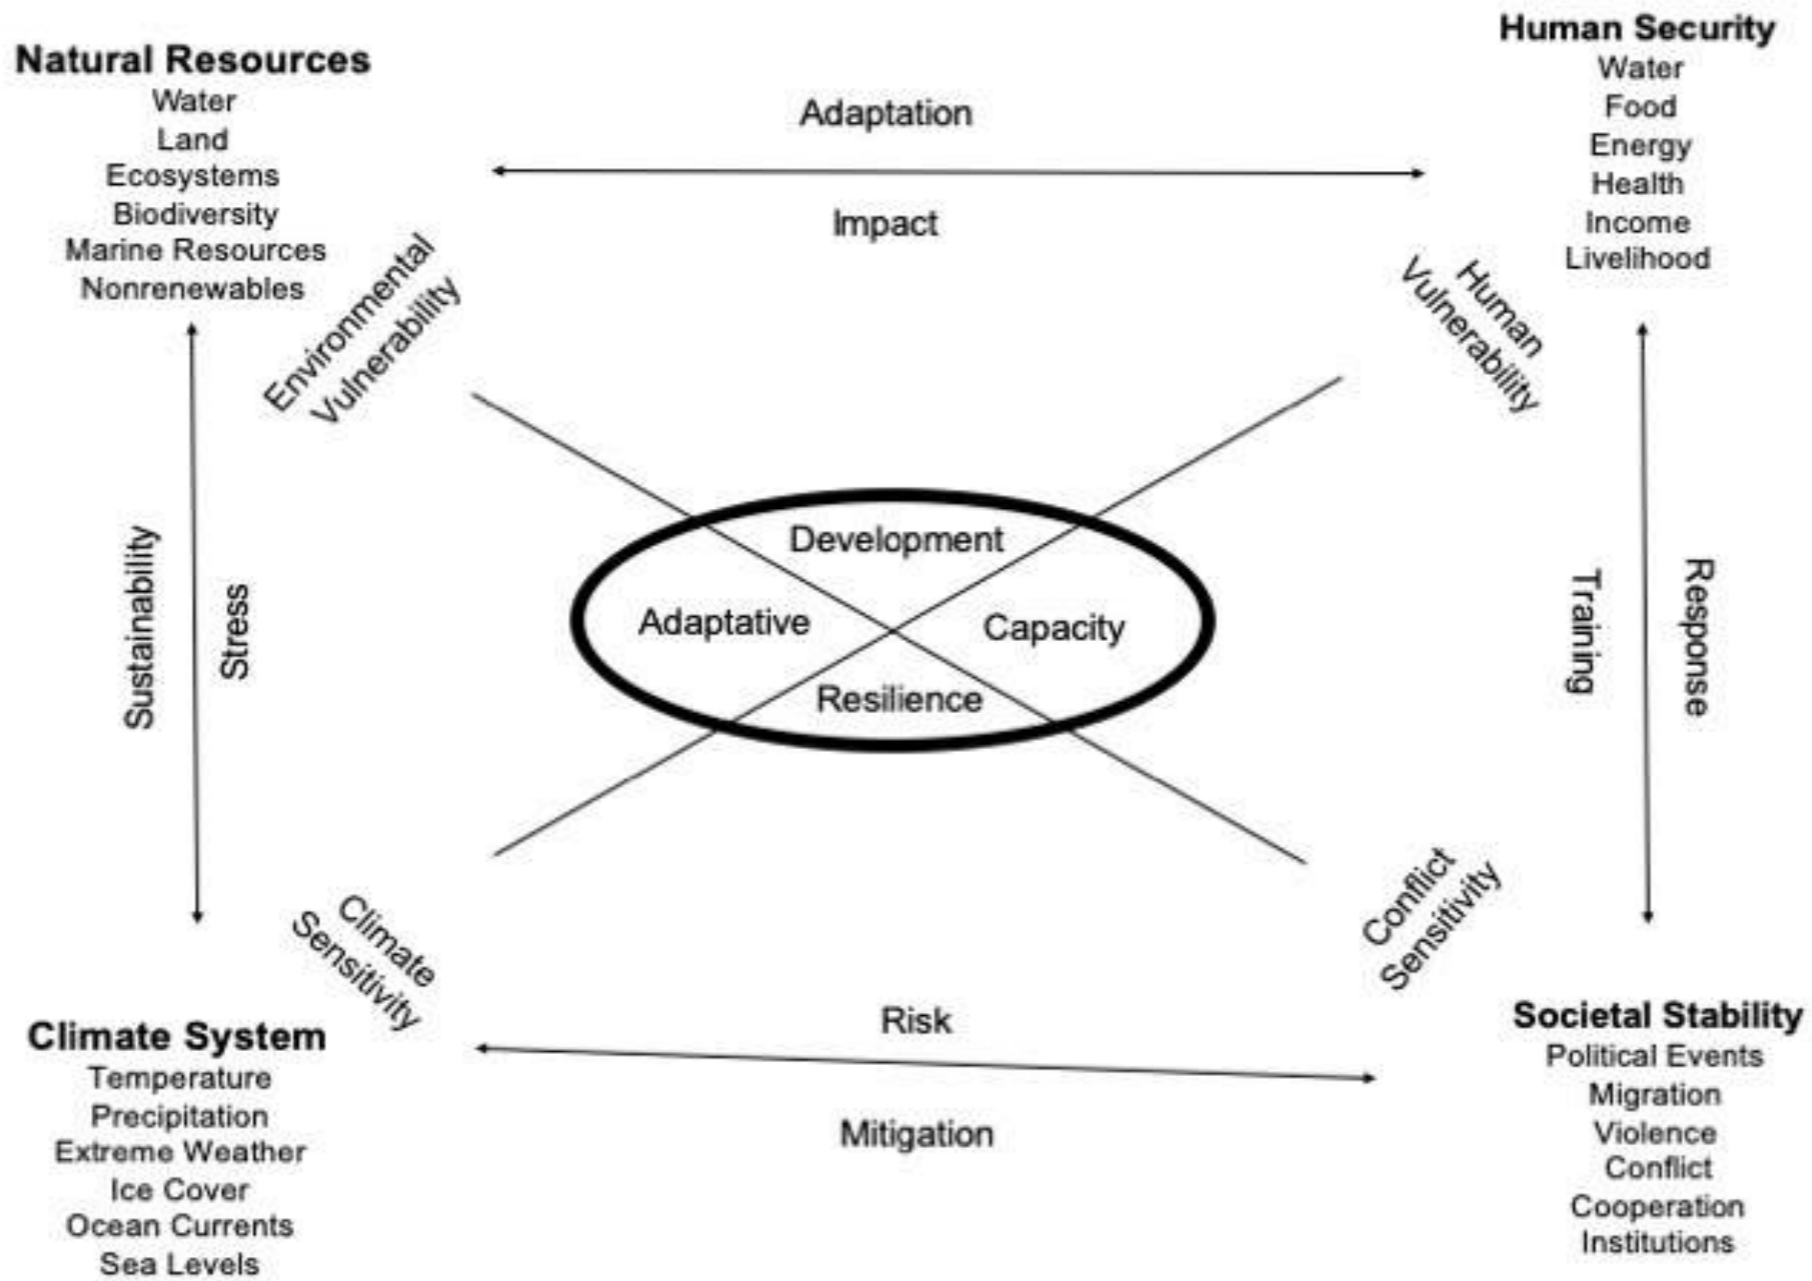 Natural Resources
Water
Land
Ecosystems
Biodiversity
Marine Resources
Nonrenewables
Adaptation
Impact
Human Security
Water
Food
Energy
Health
Income
Livelihood
Environmental
Vulnerability
Human
Vulnerability
Sustainability
Stress
Development
Adaptative
Capacity
Resilience
Training
Response
Climate
Sensitivity
Conflict
Sensitivity
Climate System
Temperature
Precipitation
Extreme Weather
Ice Cover
Ocean Currents
Sea Levels
Risk
Mitigation
Societal Stability
Political Events
Migration
Violence
Conflict
Cooperation
Institutions